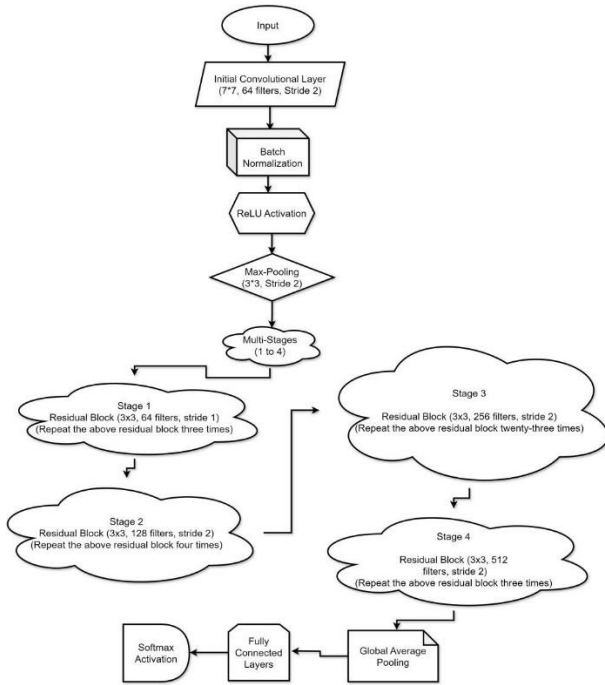 Input
Initial Convolutional Layer
(7*7, 64 filters, Stride 2)
Batch
Normalization
ReLU Activation
Max-Pooling
(3*3, Stride 2)
Multi-Stages
(1 to 4)
Stage 1
Residual Block (3x3, 64 filters, stride 1)
(Repeat the above residual block three times)
Stage 2
Residual Block (3x3, 128 filters, stride 2)
(Repeat the above residual block four times)
Stage 3
Residual Block (3x3, 256 filters, stride 2)
(Repeat the above residual block twenty-three times)
Stage 4
Residual Block (3x3, 512
filters, stride 2)
(Repeat the above residual block three times)
Global Average
Pooling
Fully
Connected
Layers
Softmax
Activation